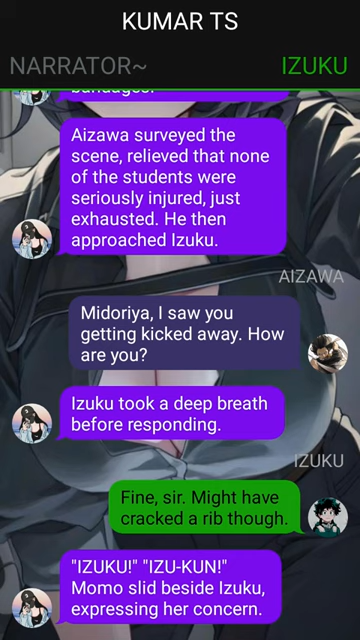 KUMAR TS
NARRATOR~ IZUKU
bandages.
Aizawa surveyed the
scene, relieved that none
of the students were
seriously injured, just
exhausted. He then
approached Izuku.
AIZAWA
Midoriya, I saw you
getting kicked away. How
are you?
Izuku took a deep breath
before responding.
IZUKU
Fine, sir. Might have
cracked a rib though.
"IZUKU!" "IZU-KUN!"
Momo slid beside Izuku,
expressing her concern.